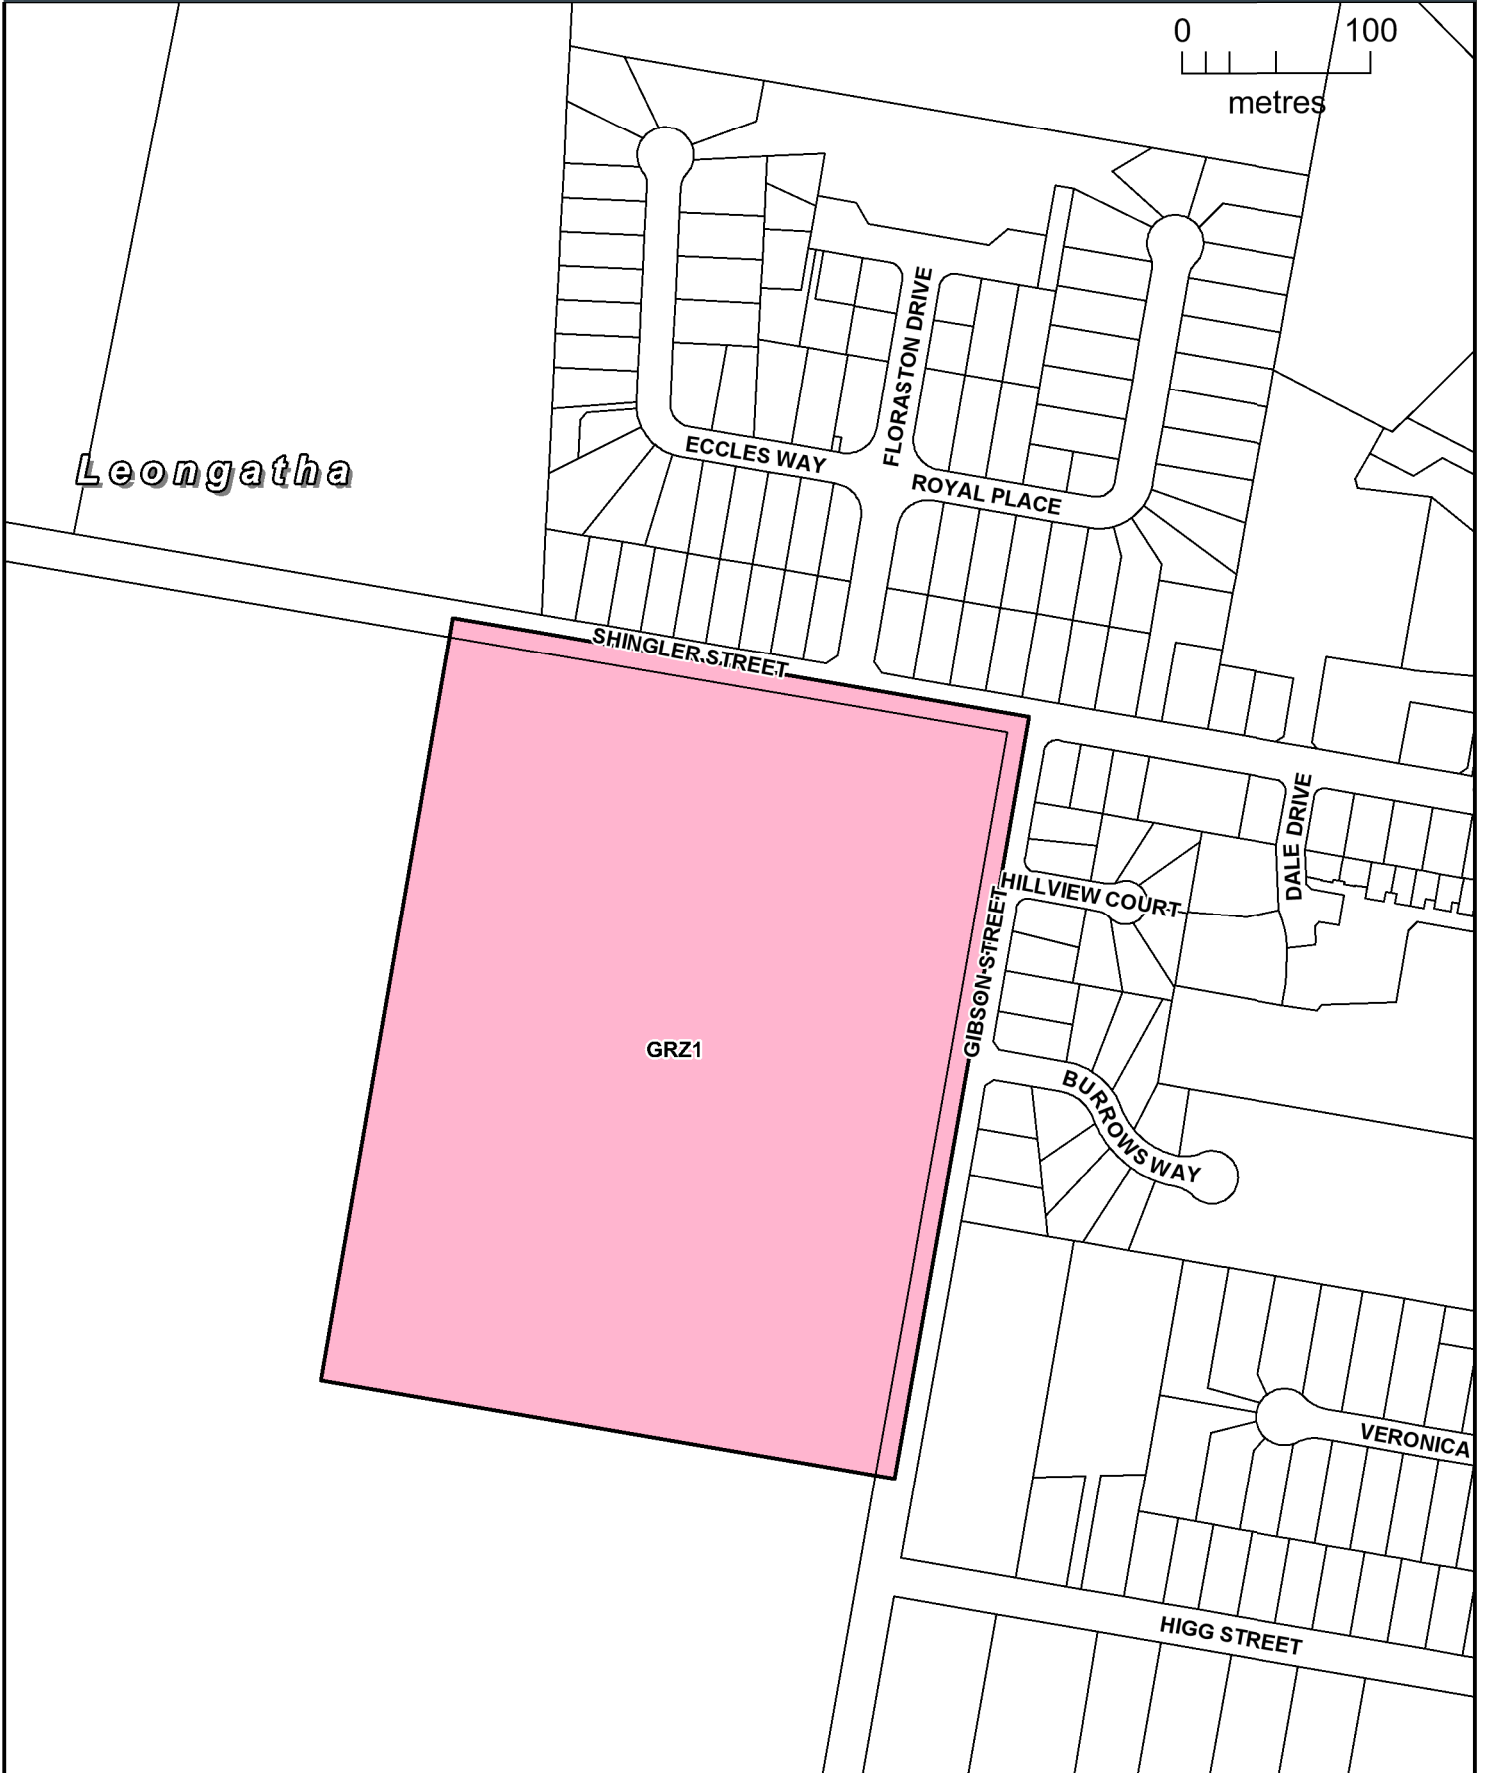 0 100
metres
FLORASTON DRIVE
ECCLES WAY
Leongatha
ROYAL PLACE
SHINGLER STREET
DALE DRIVE
HILLVIEW COURT
GIBSON STREET
GRZ1
BURROWS WAY
VERONICA
HIGG STREET